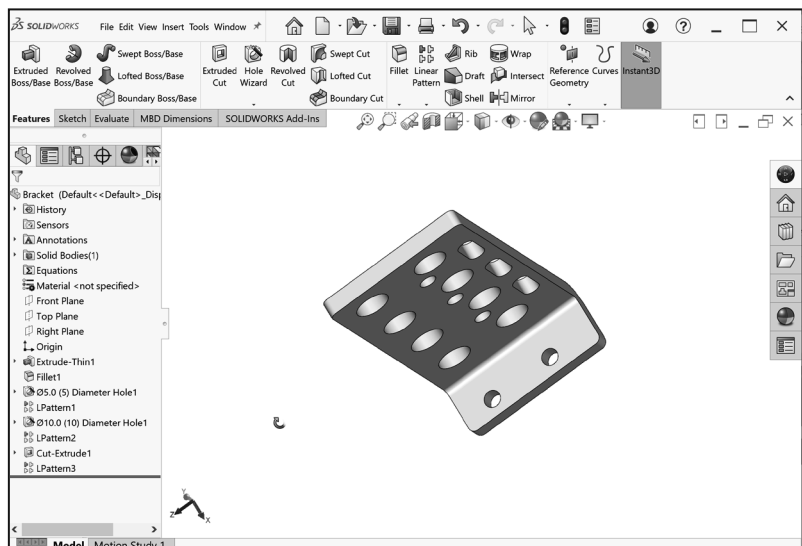 SOLIDWORKS File Edit View Insert Tools Window
Extruded Boss/Base
Revolved Boss/Base
Swept Boss/Base
Lofted Boss/Base
Boundary Boss/Base
Extruded Cut
Hole Wizard
Revolved Cut
Swept Cut
Lofted Cut
Boundary Cut
Fillet
Linear Pattern
Rib
Draft
Shell
Wrap
Intersect
Mirror
Reference Geometry
Curves
Instant3D
Features Sketch Evaluate MBD Dimensions SOLIDWORKS Add-Ins
Bracket (Default<<Default>_Disp
History
Sensors
Annotations
Solid Bodies(1)
Equations
Material <not specified>
Front Plane
Top Plane
Right Plane
Origin
Extrude-Thin1
Fillet1
Ø5.0 (5) Diameter Hole1
LPattern1
Ø10.0 (10) Diameter Hole1
LPattern2
Cut-Extrude1
LPattern3
Y
Z
X
Model Motion Study 1